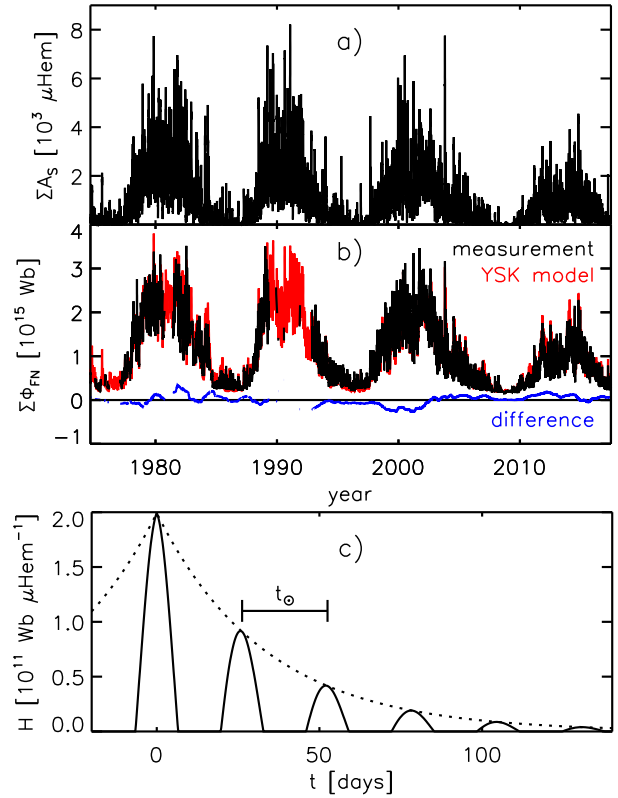 a)
ΣA_S [10^3 μHem]
8
6
4
2
0
b)
measurement
YSK model
difference
ΣΦ_FN [10^15 Wb]
4
3
2
1
0
−1
1980 1990 2000 2010
year
c)
t_⊙
H [10^11 Wb μHem^−1]
2.0
1.5
1.0
0.5
0.0
0 50 100
t [days]